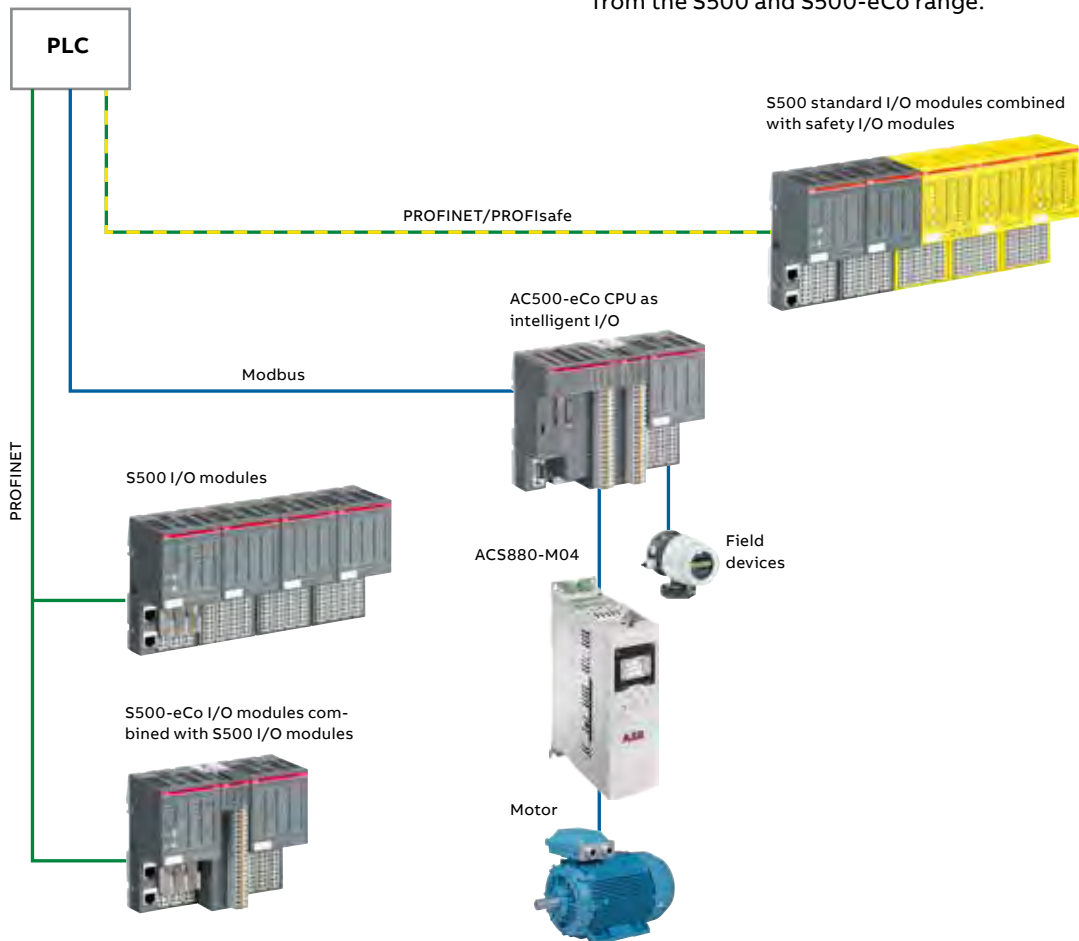 from the S500 and S500-eCo range.
PLC
S500 standard I/O modules combined
with safety I/O modules
PROFINET/PROFIsafe
AC500-eCo CPU as
intelligent I/O
Modbus
PROFINET
S500 I/O modules
ACS880-M04
Field
devices
S500-eCo I/O modules com-
bined with S500 I/O modules
ABB
Motor